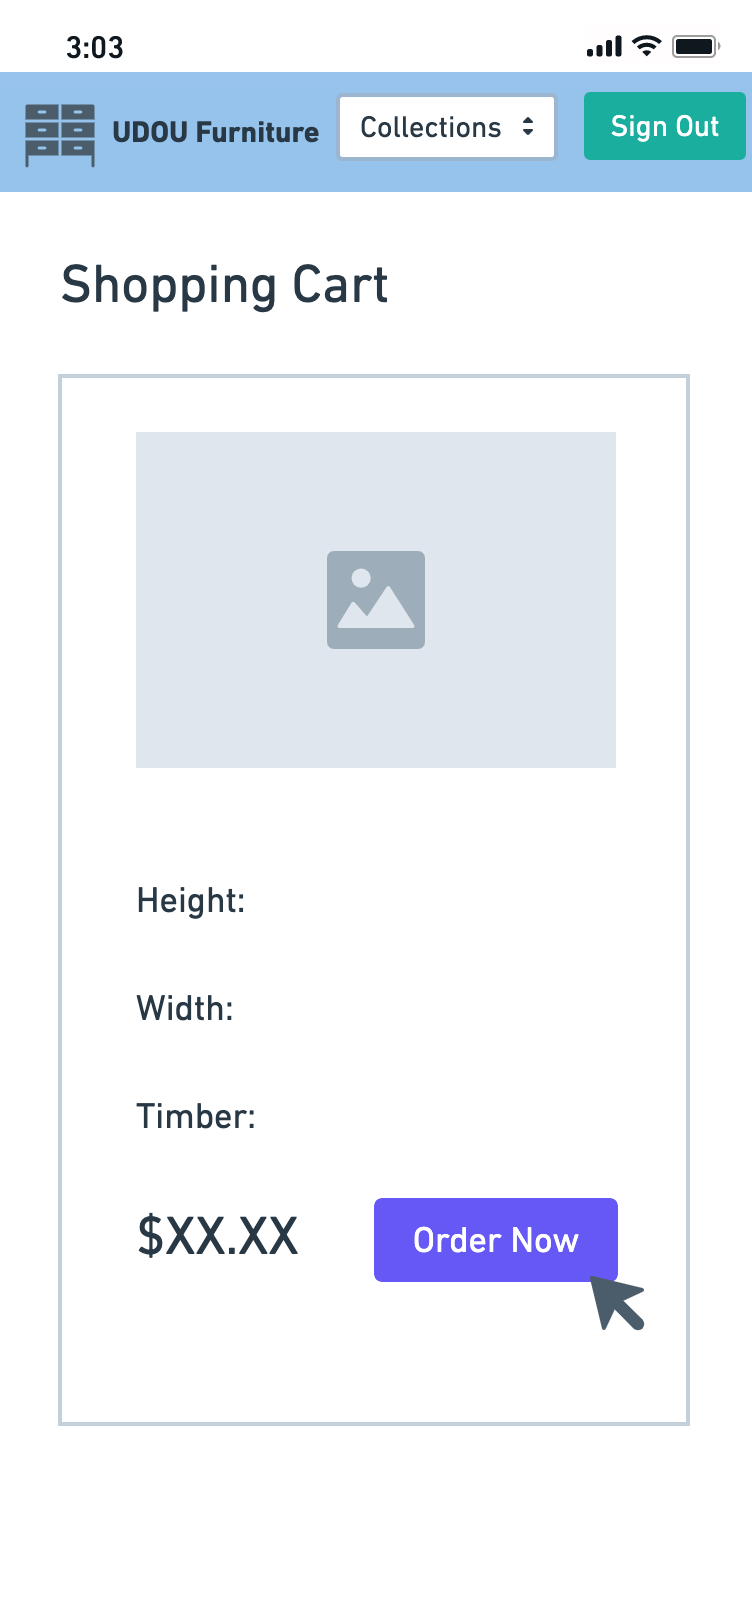 3:03
UDOU Furniture
Collections
Sign Out
Shopping Cart
Height:
Width:
Timber:
$XX.XX
Order Now